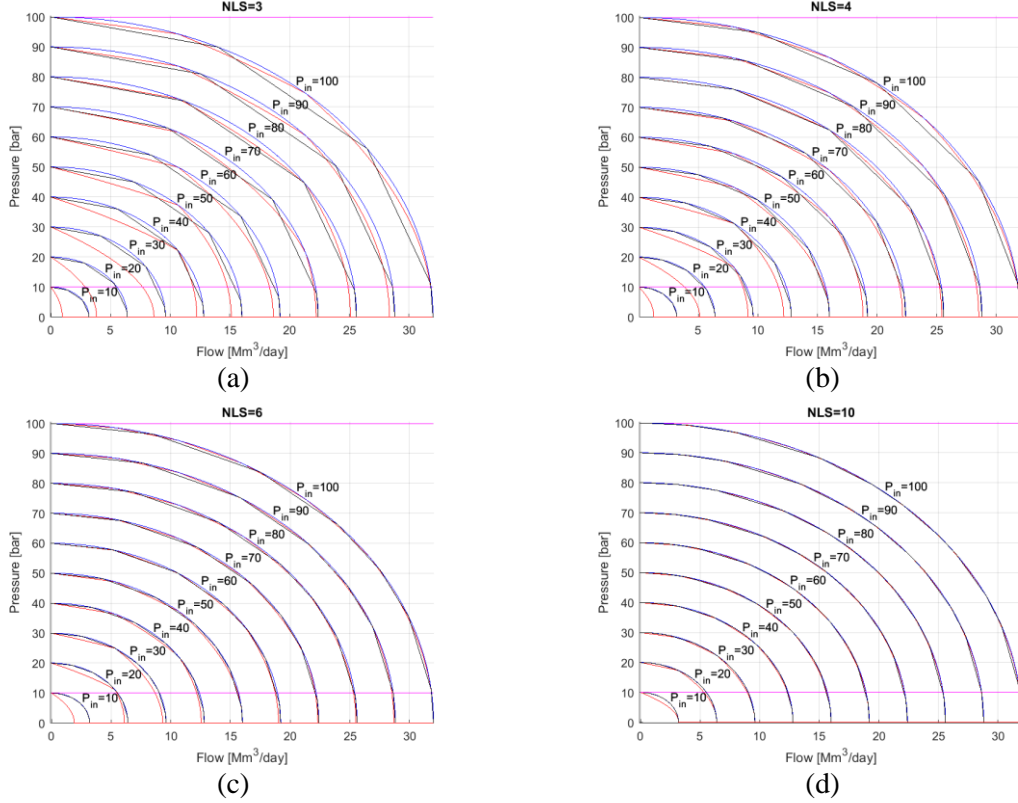 NLS=3
100
90
80
70
60
50
40
30
20
10
0
Pressure [bar]
P_in=100
P_in=90
P_in=80
P_in=70
P_in=60
P_in=50
P_in=40
P_in=30
P_in=20
P_in=10
0 5 10 15 20 25 30
Flow [Mm³/day]
(a)
NLS=4
100
90
80
70
60
50
40
30
20
10
0
Pressure [bar]
P_in=100
P_in=90
P_in=80
P_in=70
P_in=60
P_in=50
P_in=40
P_in=30
P_in=20
P_in=10
0 5 10 15 20 25 30
Flow [Mm³/day]
(b)
NLS=6
100
90
80
70
60
50
40
30
20
10
0
Pressure [bar]
P_in=100
P_in=90
P_in=80
P_in=70
P_in=60
P_in=50
P_in=40
P_in=30
P_in=20
P_in=10
0 5 10 15 20 25 30
Flow [Mm³/day]
(c)
NLS=10
100
90
80
70
60
50
40
30
20
10
0
Pressure [bar]
P_in=100
P_in=90
P_in=80
P_in=70
P_in=60
P_in=50
P_in=40
P_in=30
P_in=20
P_in=10
0 5 10 15 20 25 30
Flow [Mm³/day]
(d)